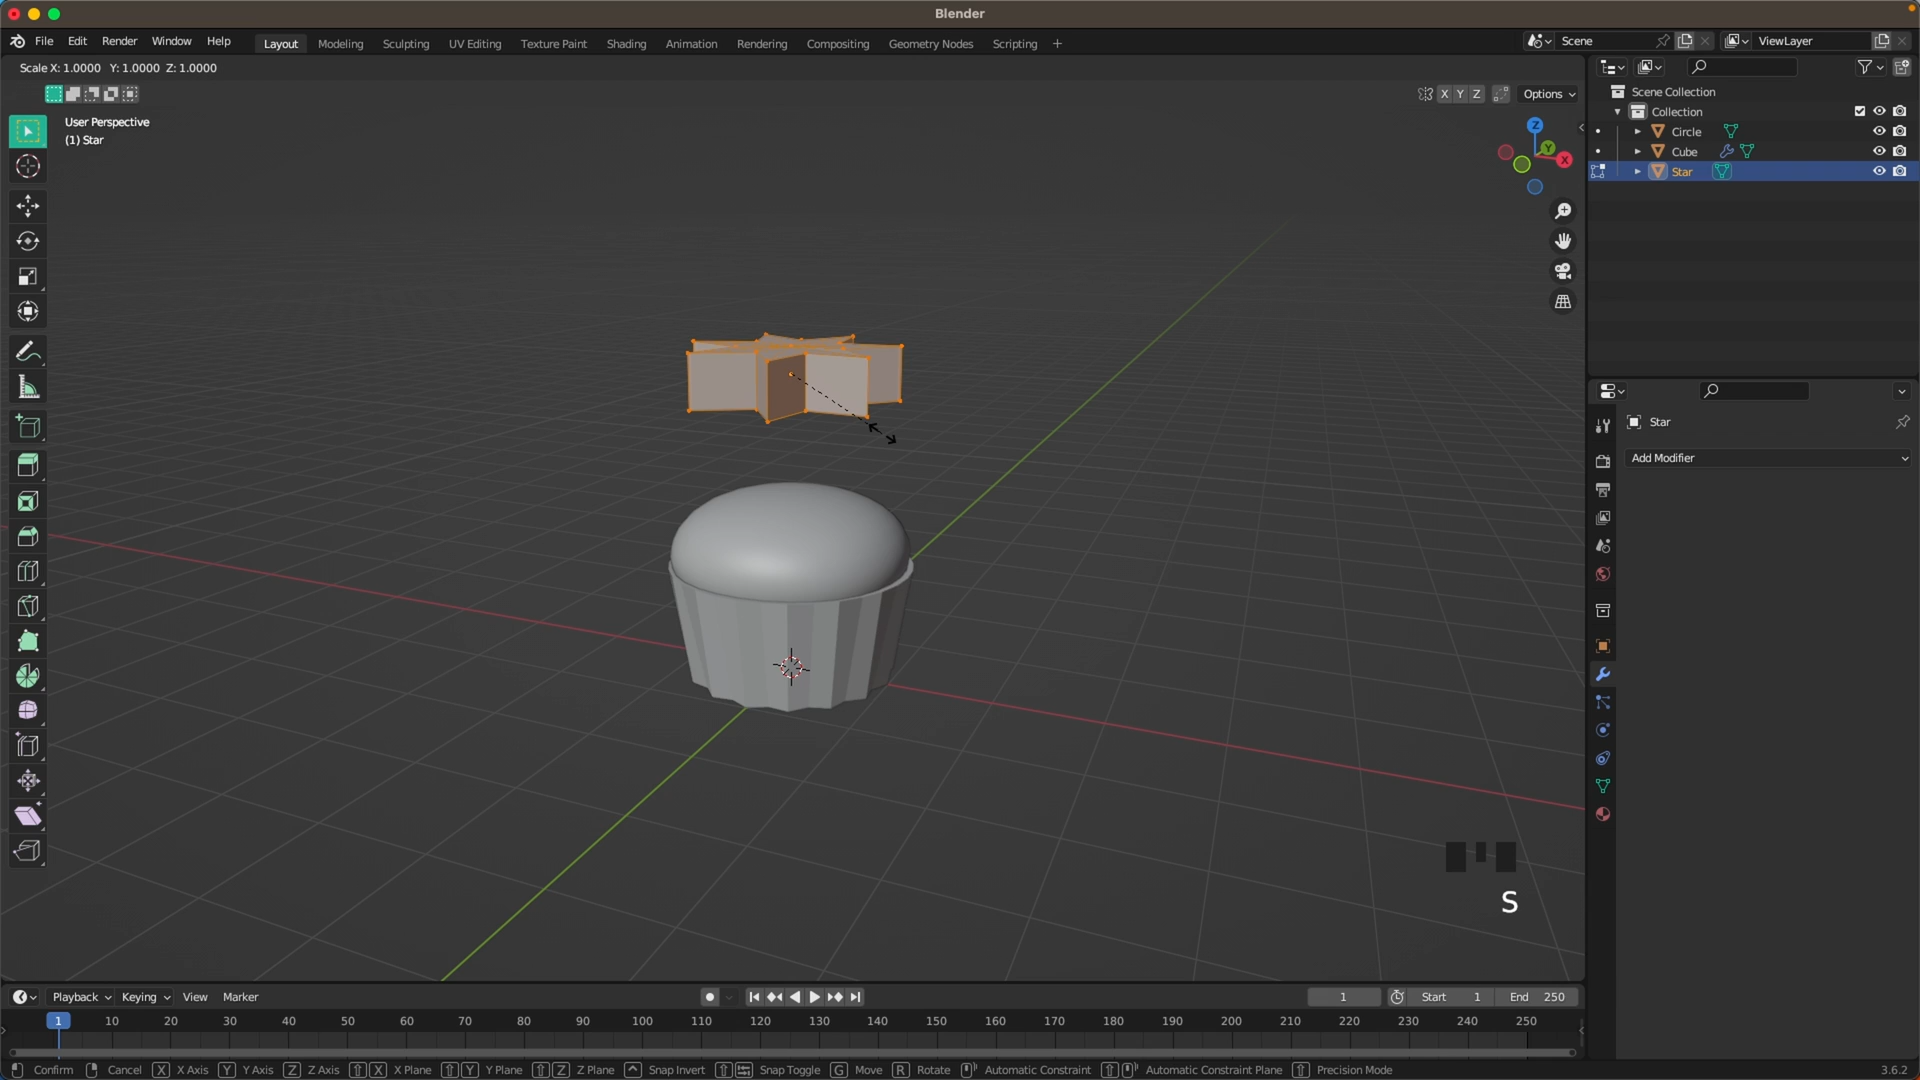 Blender
File Edit Render Window Help Layout Modeling Sculpting UV Editing Texture Paint Shading Animation Rendering Compositing Geometry Nodes Scripting + Scene ViewLayer
Scale X: 1.0000 Y: 1.0000 Z: 1.0000
X Y Z Options
User Perspective
(1) Star
Z
Y
X
Scene Collection
Collection
Circle
Cube
Star
Star
Add Modifier
S
Playback Keying View Marker 1 Start 1 End 250
1 10 20 30 40 50 60 70 80 90 100 110 120 130 140 150 160 170 180 190 200 210 220 230 240 250
Confirm Cancel X X Axis Y Y Axis Z Z Axis X X Plane Y Y Plane Z Z Plane Snap Invert Snap Toggle G Move R Rotate Automatic Constraint Automatic Constraint Plane Precision Mode 3.6.2